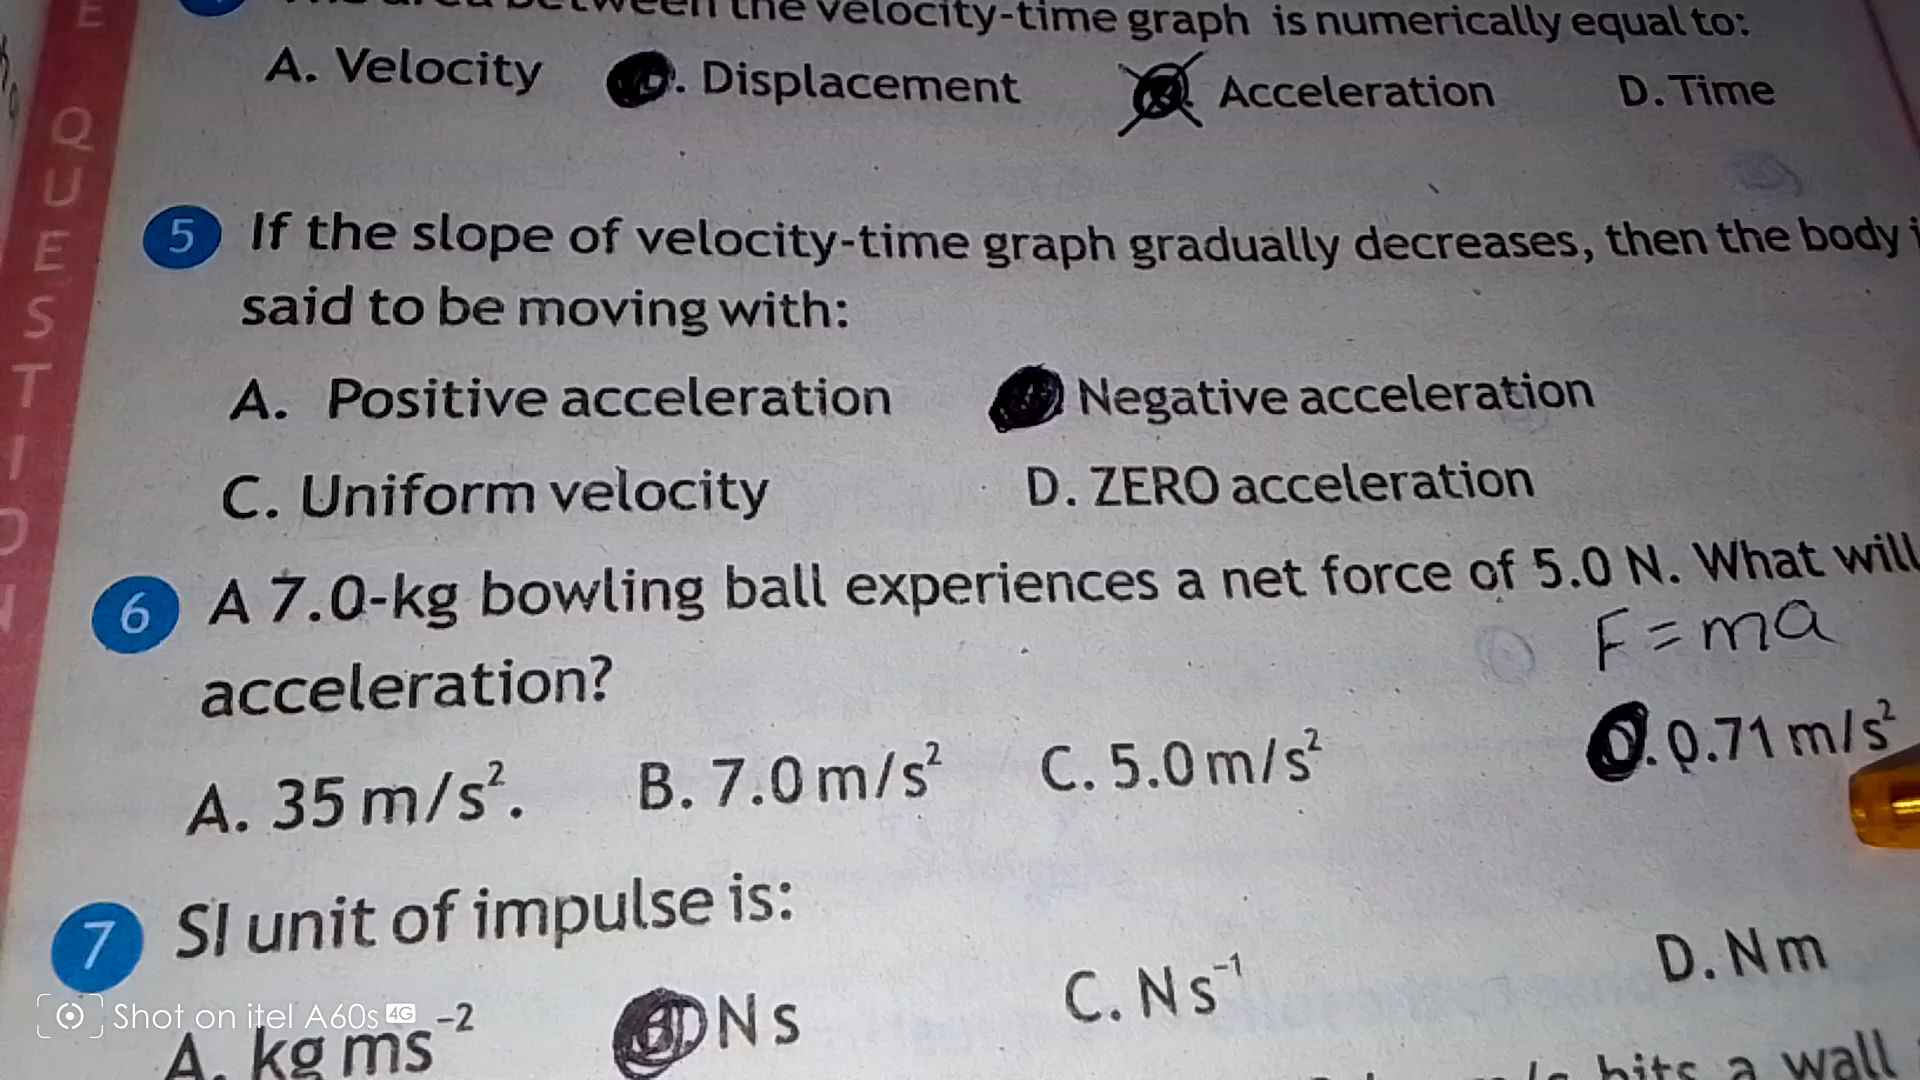 between the velocity-time graph is numerically equal to:
A. Velocity . Displacement Acceleration D. Time
5 If the slope of velocity-time graph gradually decreases, then the body
said to be moving with:
A. Positive acceleration Negative acceleration
C. Uniform velocity D. ZERO acceleration
6 A 7.0-kg bowling ball experiences a net force of 5.0 N. What will
F = ma
acceleration?
A. 35 m/s². B. 7.0 m/s² C. 5.0 m/s² D. 0.71 m/s²
7 SI unit of impulse is:
A. kg ms⁻² B Ns C. Ns⁻¹ D. Nm
hits a wall
Shot on itel A60s 4G
QUESTION